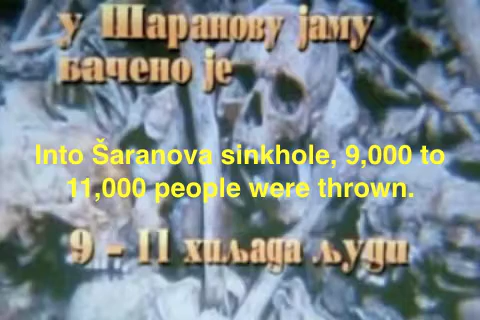 у Шаранову јаму
бачено је
Into Šaranova sinkhole, 9,000 to
11,000 people were thrown.
9 - 11 хиљада људи